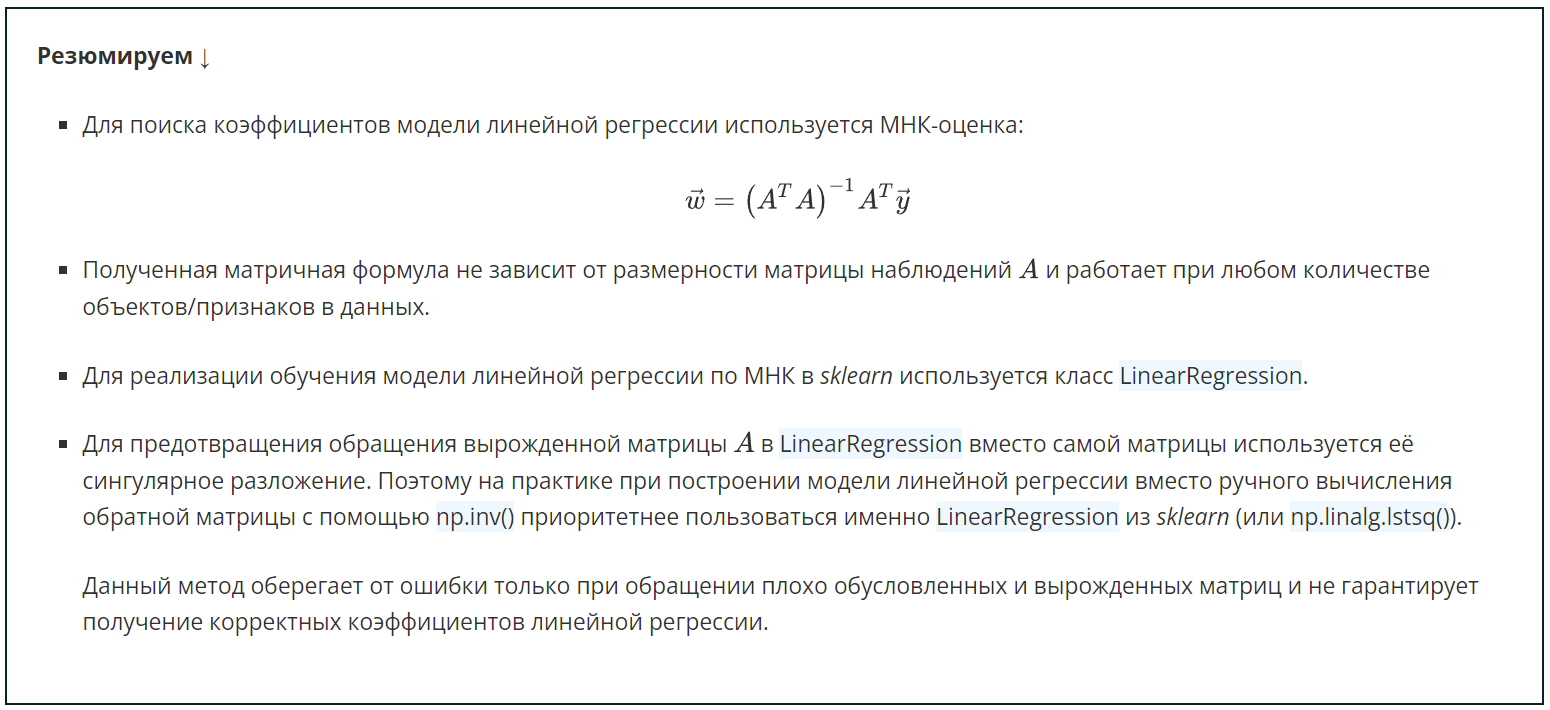 Резюмируем ↓
▪ Для поиска коэффициентов модели линейной регрессии используется МНК-оценка:
$\vec{w} = \left(A^T A\right)^{-1} A^T \vec{y}$
▪ Полученная матричная формула не зависит от размерности матрицы наблюдений A и работает при любом количестве
объектов/признаков в данных.
▪ Для реализации обучения модели линейной регрессии по МНК в sklearn используется класс LinearRegression.
▪ Для предотвращения обращения вырожденной матрицы A в LinearRegression вместо самой матрицы используется её
сингулярное разложение. Поэтому на практике при построении модели линейной регрессии вместо ручного вычисления
обратной матрицы с помощью np.inv() приоритетнее пользоваться именно LinearRegression из sklearn (или np.linalg.lstsq()).
Данный метод оберегает от ошибки только при обращении плохо обусловленных и вырожденных матриц и не гарантирует
получение корректных коэффициентов линейной регрессии.